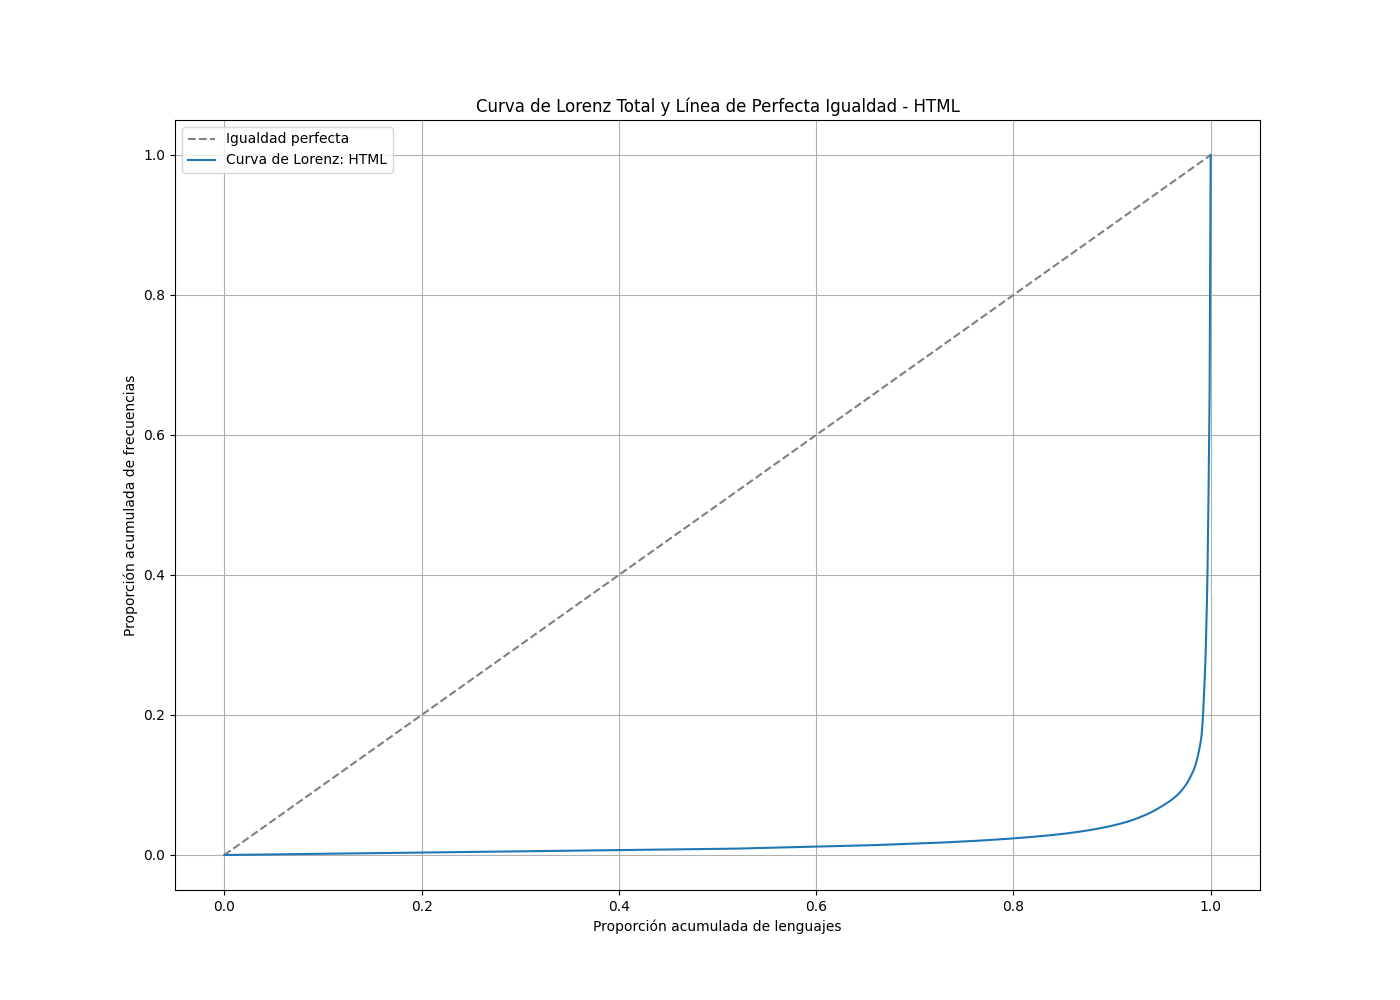 Curva de Lorenz Total y Línea de Perfecta Igualdad - HTML
Igualdad perfecta
Curva de Lorenz: HTML
1.0
0.8
0.6
0.4
0.2
0.0
Proporción acumulada de frecuencias
0.0 0.2 0.4 0.6 0.8 1.0
Proporción acumulada de lenguajes